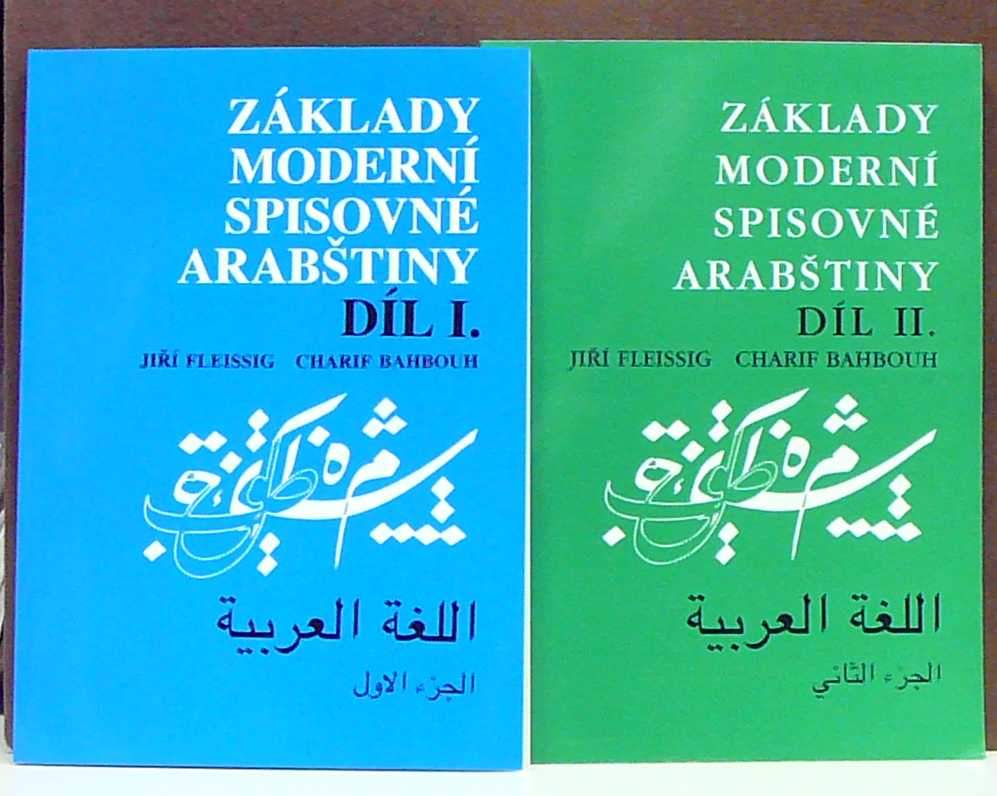 ZÁKLADY
MODERNÍ
SPISOVNÉ
ARABŠTINY
DÍL I.
JIŘÍ FLEISSIG CHARIF BAHBOUH
اللغة العربية
الجزء الاول
ZÁKLADY
MODERNÍ
SPISOVNÉ
ARABŠTINY
DÍL II.
JIŘÍ FLEISSIG CHARIF BAHBOUH
اللغة العربية
الجزء الثاني